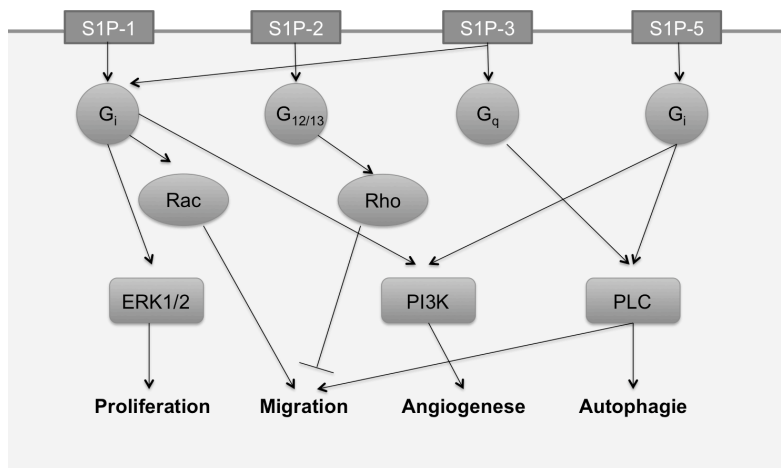 S1P-1 S1P-2 S1P-3 S1P-5
Gi G12/13 Gq Gi
Rac Rho
ERK1/2 PI3K PLC
Proliferation Migration Angiogenese Autophagie